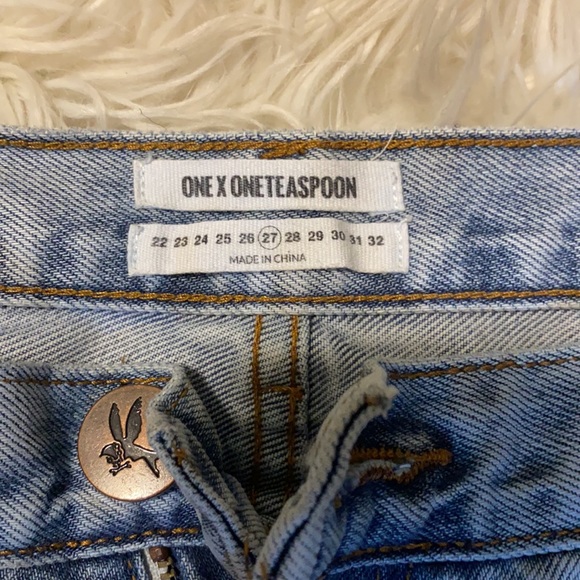 ONE X ONETEASPOON
22 23 24 25 26 27 28 29 30 31 32
MADE IN CHINA